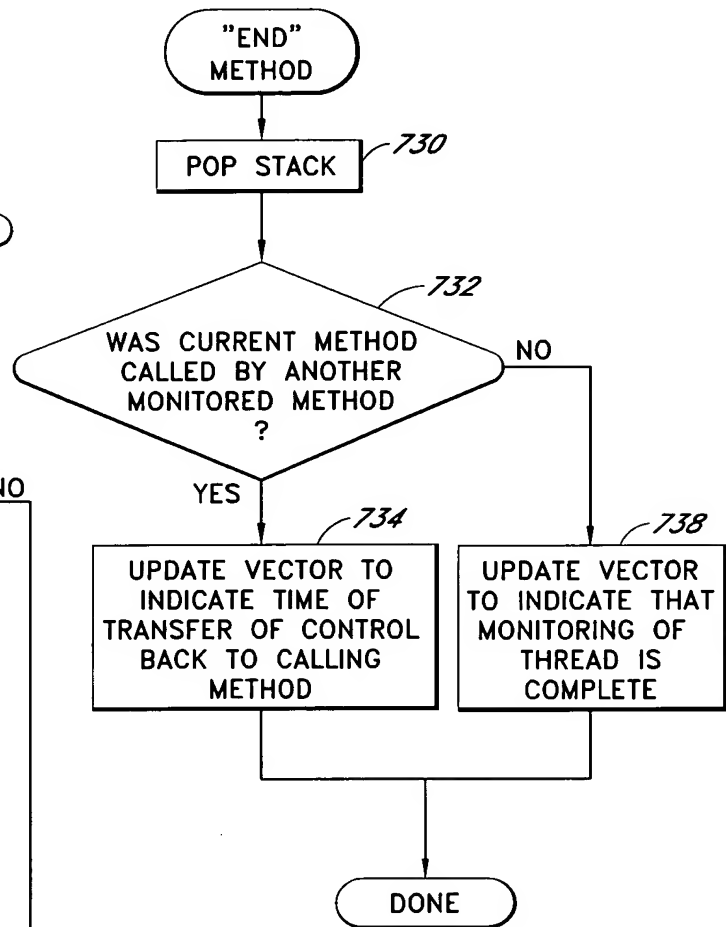 "END"
METHOD
POP STACK
730
732
WAS CURRENT METHOD
CALLED BY ANOTHER
MONITORED METHOD
?
NO
YES
NO
734
UPDATE VECTOR TO
INDICATE TIME OF
TRANSFER OF CONTROL
BACK TO CALLING
METHOD
738
UPDATE VECTOR
TO INDICATE THAT
MONITORING OF
THREAD IS
COMPLETE
DONE